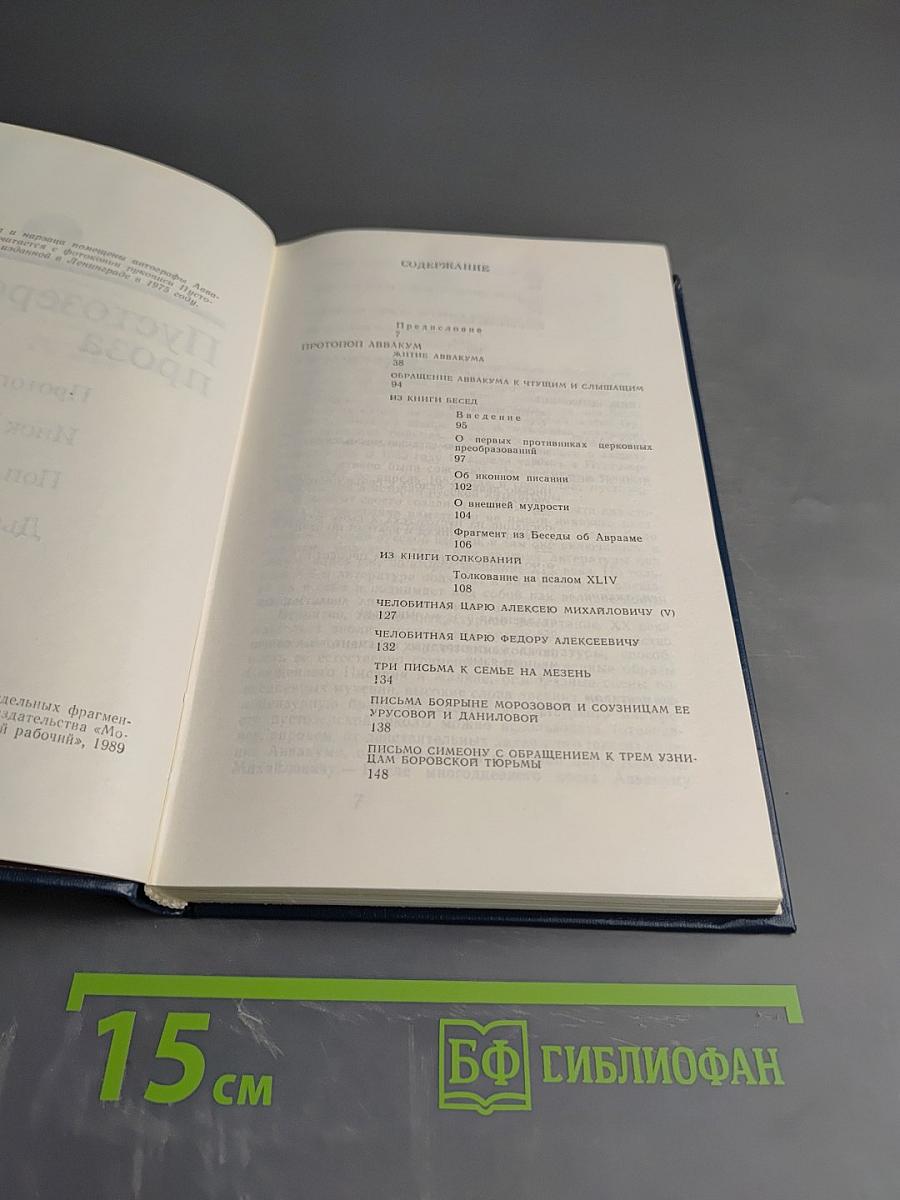 и нарзаца помещены автографы Авва-
чатается с фотокопии рукописи Пусто-
изданной в Ленинграде в 1975 году.
дельных фрагмен-
здательства «Мо-
й рабочий», 1989
СОДЕРЖАНИЕ
Предисловие
7
ПРОТОПОП АВВАКУМ
ЖИТИЕ АВВАКУМА
38
ОБРАЩЕНИЕ АВВАКУМА К ЧТУЩИМ И СЛЫШАЩИМ
94
ИЗ КНИГИ БЕСЕД
Введение
95
О первых противниках церковных
преобразований
97
Об иконном писании
102
О внешней мудрости
104
Фрагмент из Беседы об Аврааме
106
ИЗ КНИГИ ТОЛКОВАНИЙ
Толкование на псалом XLIV
108
ЧЕЛОБИТНАЯ ЦАРЮ АЛЕКСЕЮ МИХАЙЛОВИЧУ (V)
127
ЧЕЛОБИТНАЯ ЦАРЮ ФЕДОРУ АЛЕКСЕЕВИЧУ
132
ТРИ ПИСЬМА К СЕМЬЕ НА МЕЗЕНЬ
134
ПИСЬМА БОЯРЫНЕ МОРОЗОВОЙ И СОУЗНИЦАМ ЕЕ
УРУСОВОЙ И ДАНИЛОВОЙ
138
ПИСЬМО СИМЕОНУ С ОБРАЩЕНИЕМ К ТРЕМ УЗНИ-
ЦАМ БОРОВСКОЙ ТЮРЬМЫ
148
15 см
БФ БИБЛИОФАН